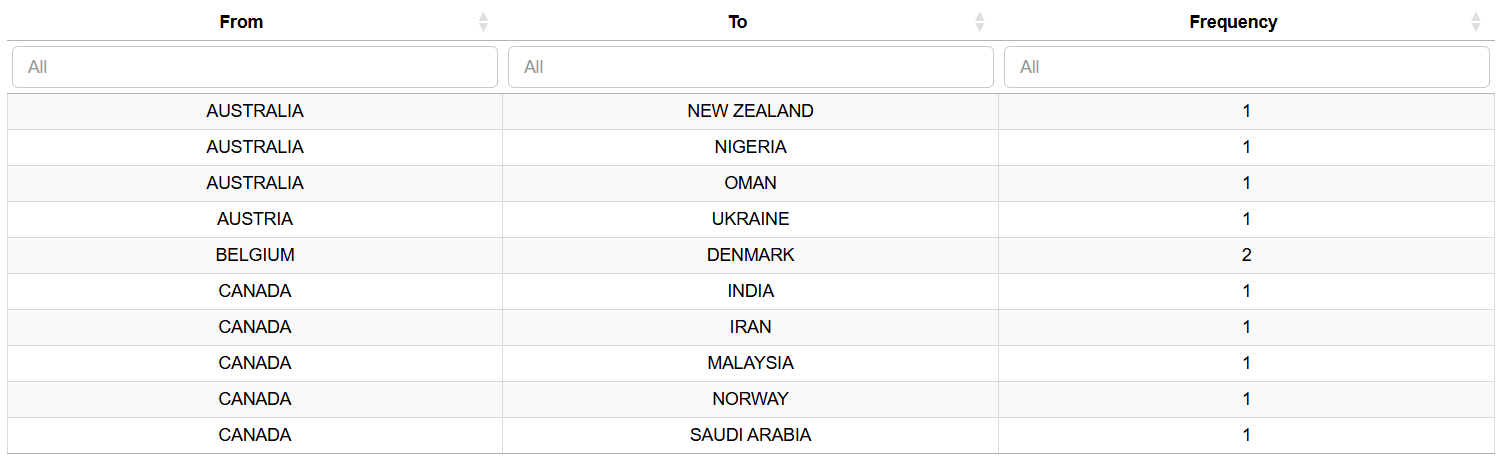 From To Frequency
All All All
AUSTRALIA NEW ZEALAND 1
AUSTRALIA NIGERIA 1
AUSTRALIA OMAN 1
AUSTRIA UKRAINE 1
BELGIUM DENMARK 2
CANADA INDIA 1
CANADA IRAN 1
CANADA MALAYSIA 1
CANADA NORWAY 1
CANADA SAUDI ARABIA 1